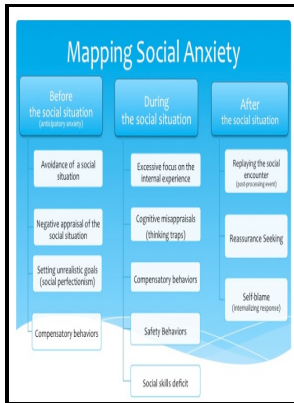 Mapping Social Anxiety
Before
the social situation
(anticipatory anxiety)
Avoidance of a social
situation
Negative appraisal of the
social situation
Setting unrealistic goals
(social perfectionism)
Compensatory behaviors
During
the social situation
Excessive focus on the
internal experience
Cognitive misappraisals
(thinking traps)
Compensatory behaviors
Safety Behaviors
Social skills deficit
After
the social situation
Replaying the social
encounter
(post-processing event)
Reassurance Seeking
Self-blame
(internalizing response)